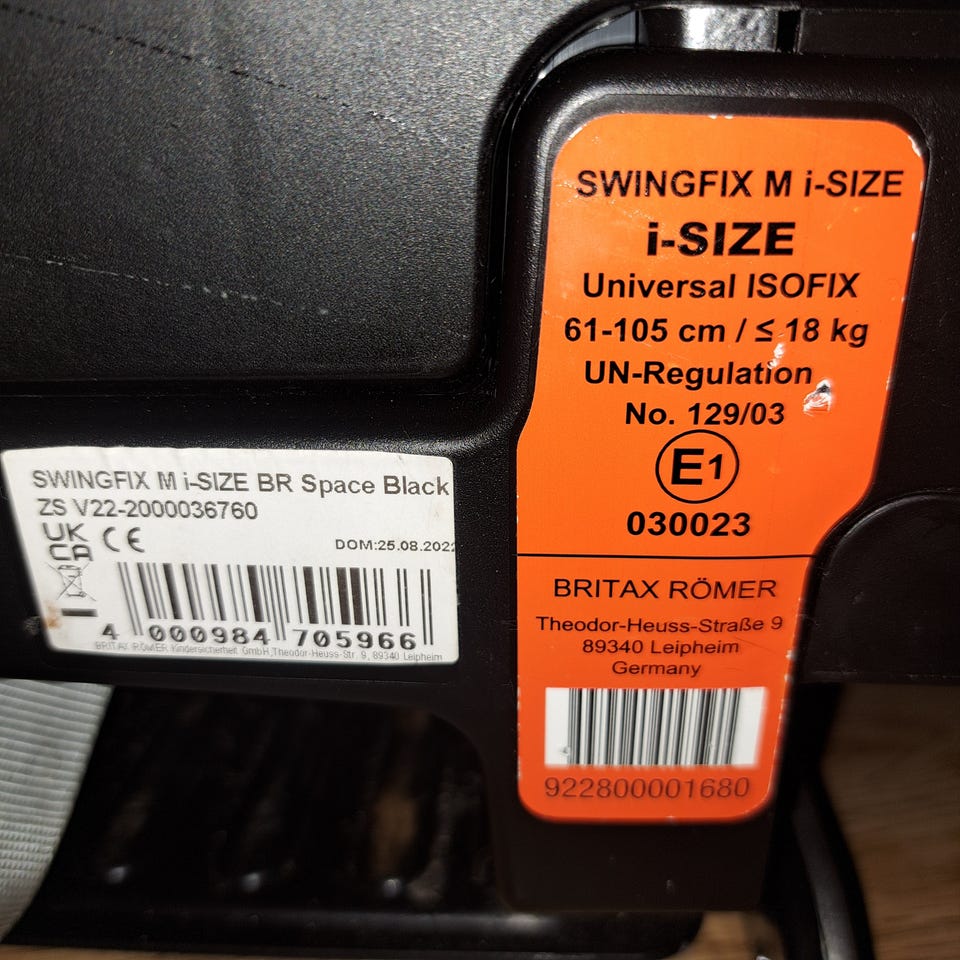 SWINGFIX M i-SIZE
i-SIZE
Universal ISOFIX
61-105 cm / ≤ 18 kg
UN-Regulation
No. 129/03
E1
030023
BRITAX RÖMER
Theodor-Heuss-Straße 9
89340 Leipheim
Germany
922800001680
SWINGFIX M i-SIZE BR Space Black
ZS V22-2000036760
UK
CA CE
DOM:25.08.2022
4 000984 705966
BRITAX RÖMER Kindersicherheit GmbH,Theodor-Heuss-Str. 9, 89340 Leipheim